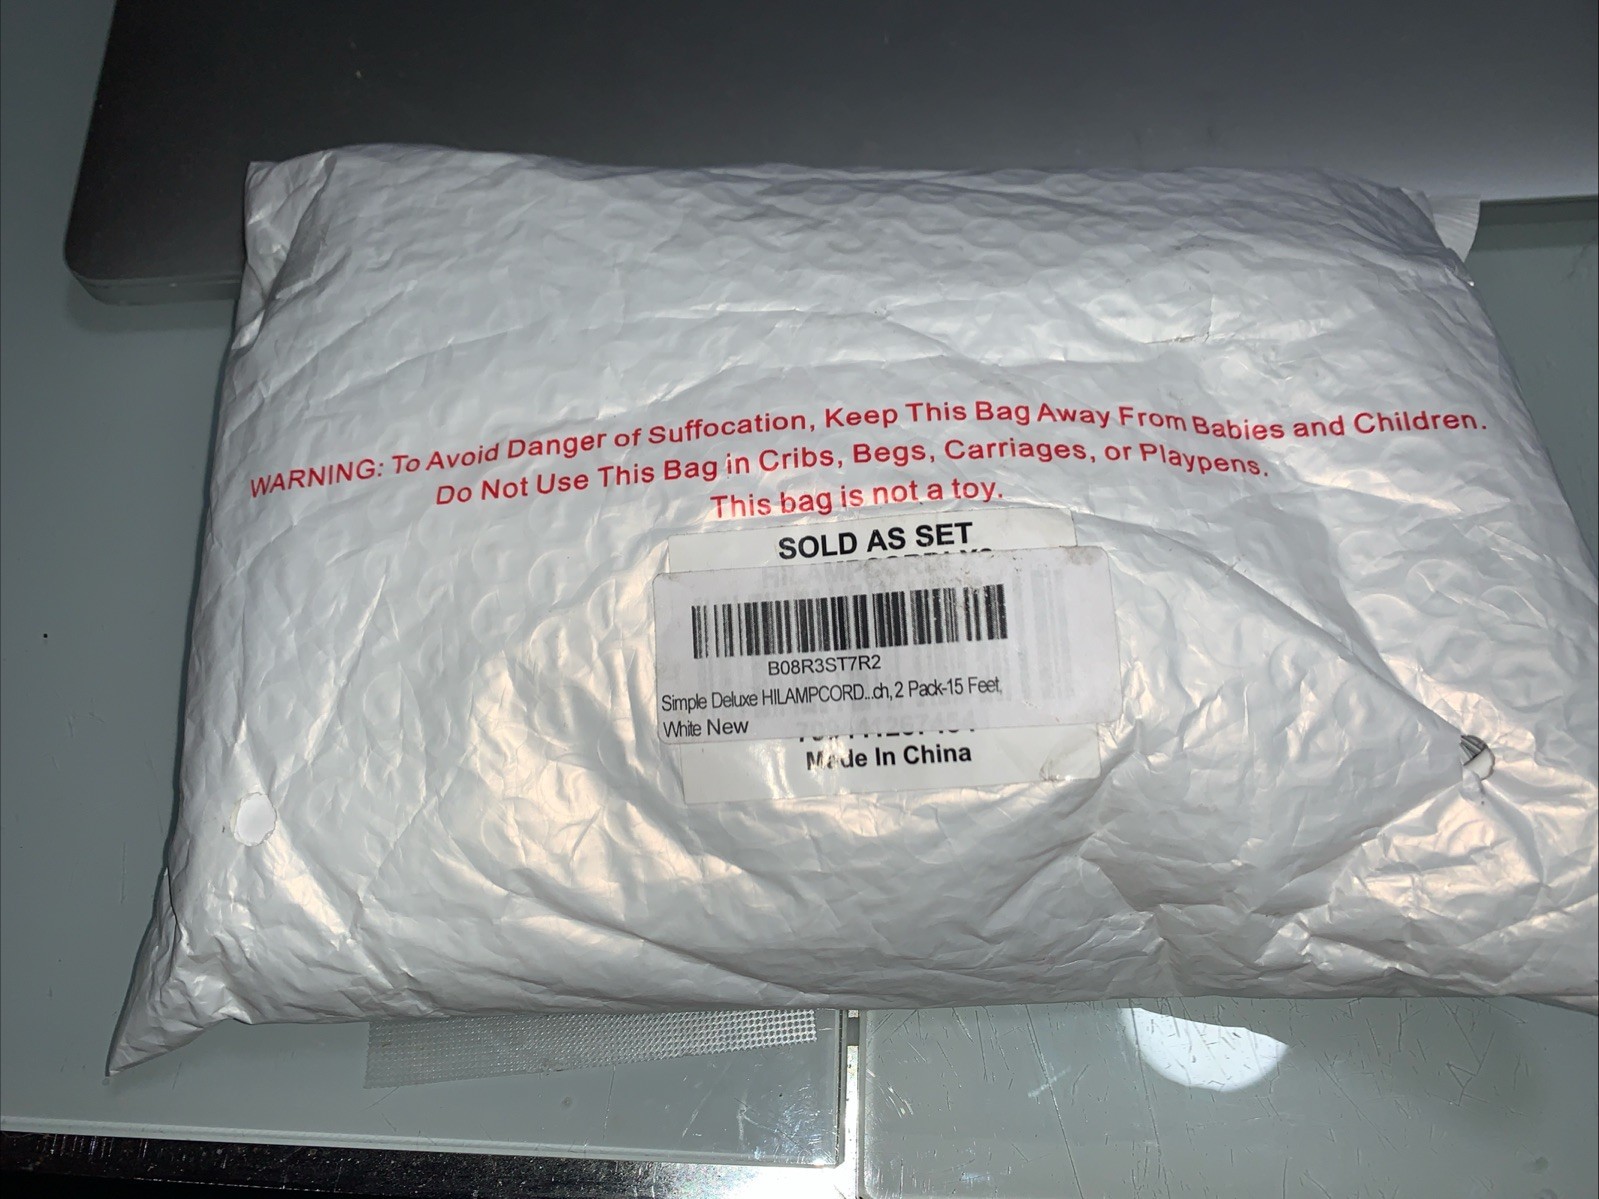 WARNING: To Avoid Danger of Suffocation, Keep This Bag Away From Babies and Children.
Do Not Use This Bag in Cribs, Begs, Carriages, or Playpens.
This bag is not a toy.
SOLD AS SET
B08R3ST7R2
Simple Deluxe HILAMPCORD...ch, 2 Pack-15 Feet,
White New
Made In China